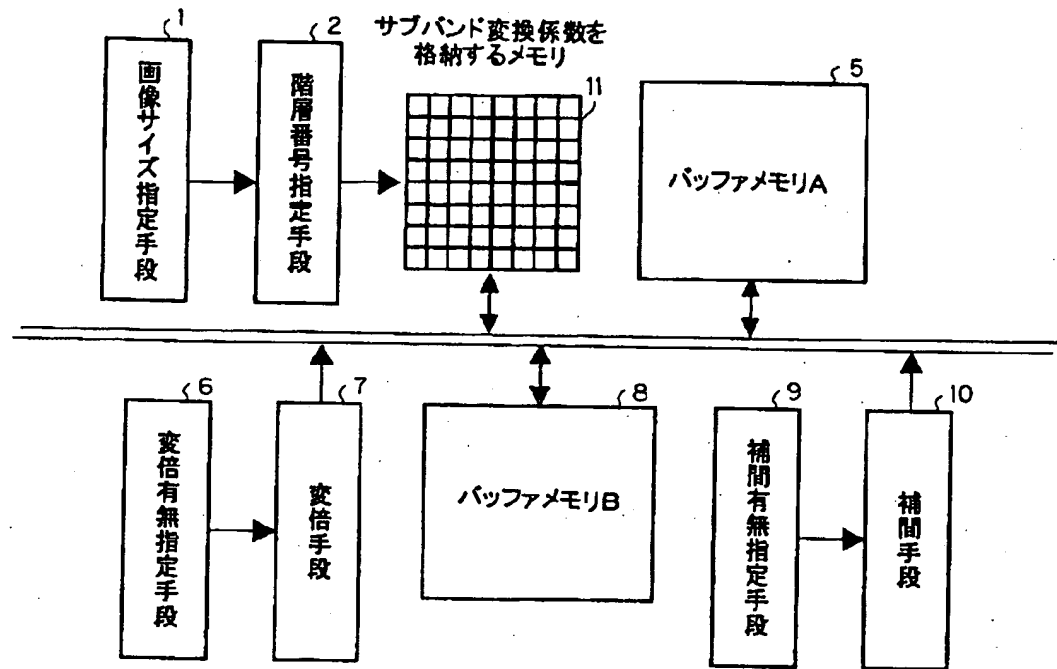 1
画像サイズ指定手段
2
階層番号指定手段
サブバンド変換係数を
格納するメモリ
11
5
バッファメモリA
6
変倍有無指定手段
7
変倍手段
8
バッファメモリB
9
補間有無指定手段
10
補間手段